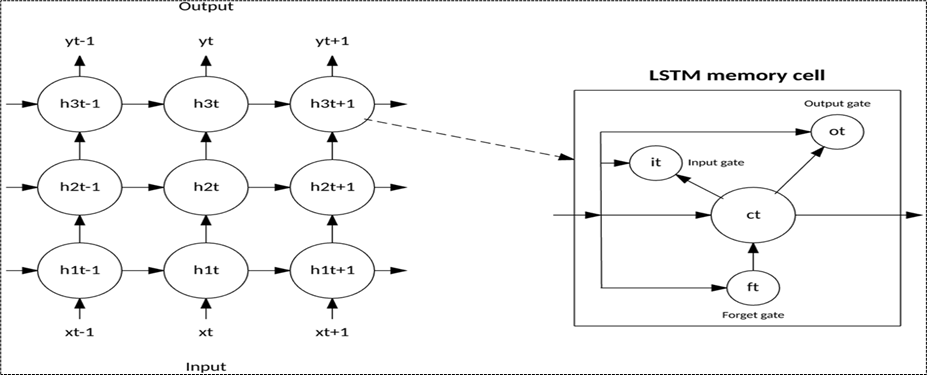 Output
yt-1 yt yt+1
h3t-1 h3t h3t+1
h2t-1 h2t h2t+1
h1t-1 h1t h1t+1
xt-1 xt xt+1
Input
LSTM memory cell
Output gate
ot
it Input gate
ct
ft
Forget gate